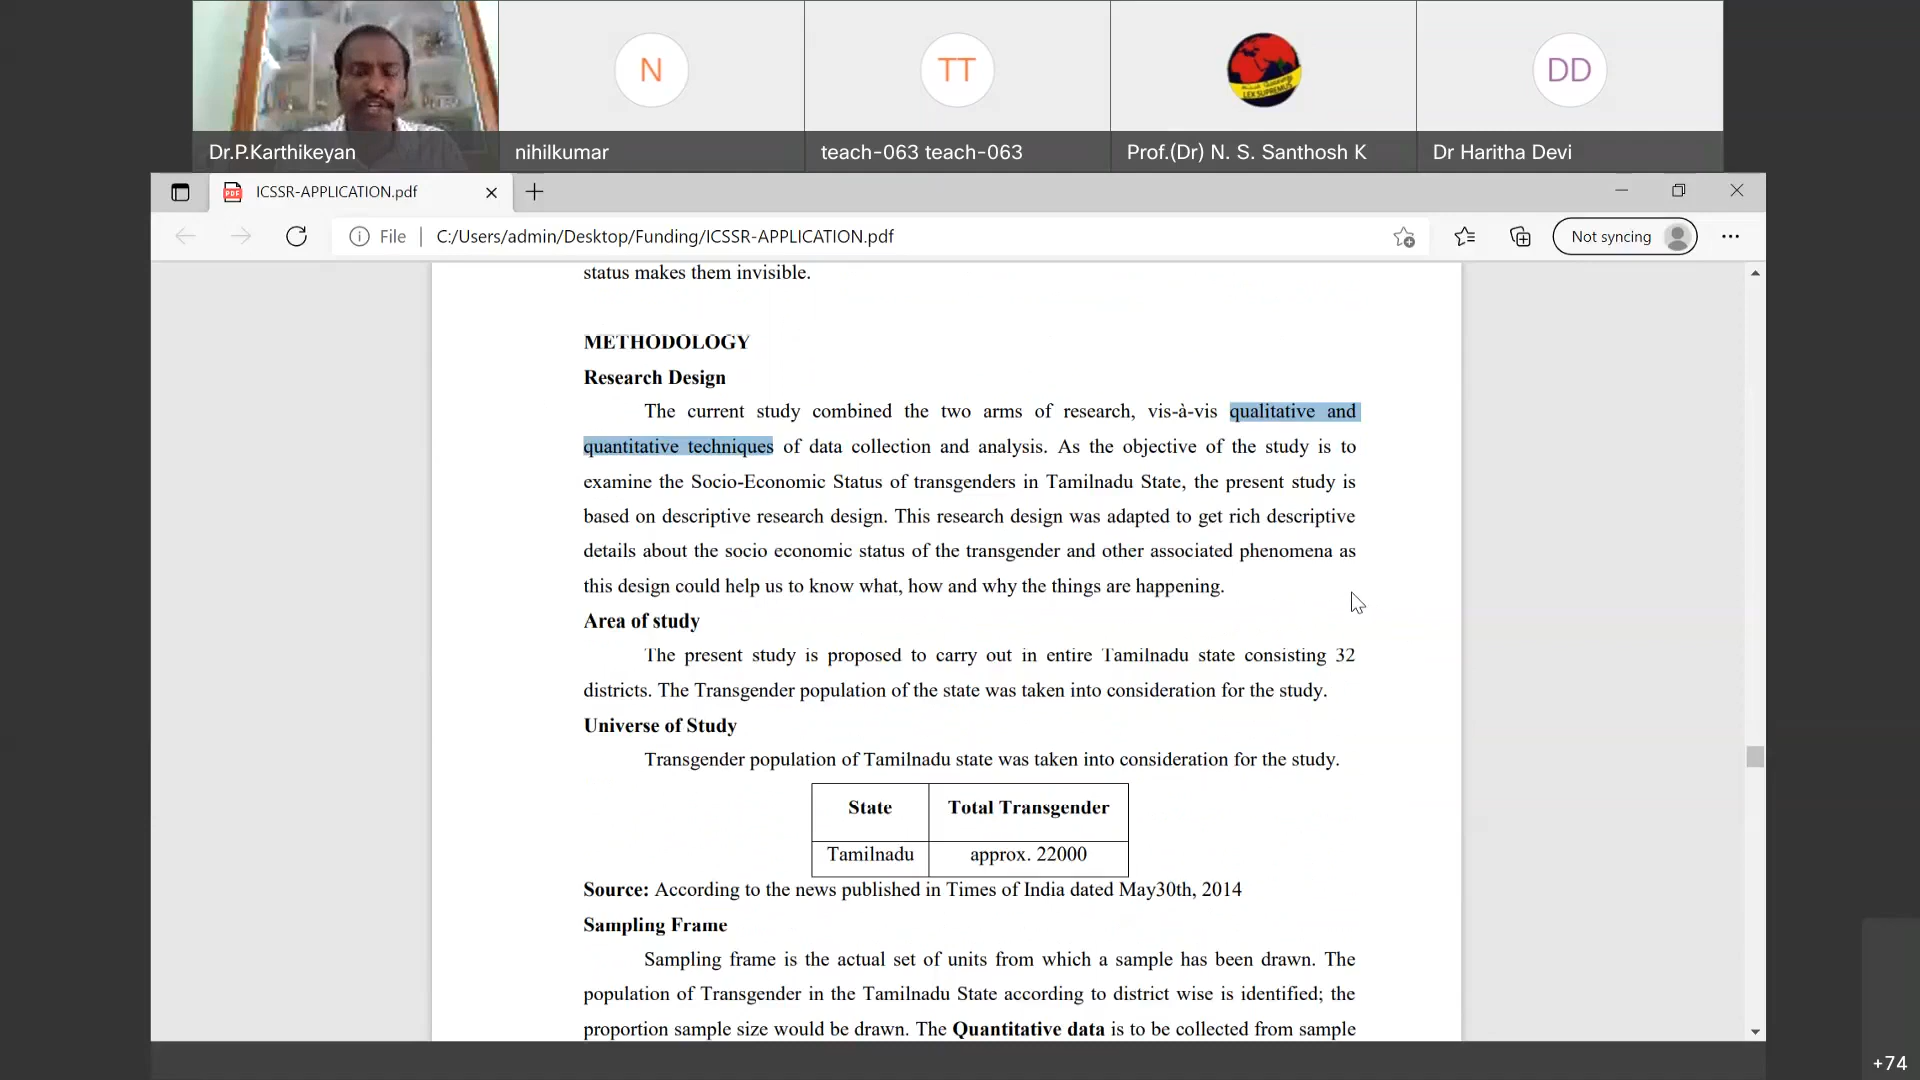 N
TT
LEX SUPREMUS
DD
Dr.P.Karthikeyan
nihilkumar
teach-063 teach-063
Prof.(Dr) N. S. Santhosh K
Dr Haritha Devi
PDF
ICSSR-APPLICATION.pdf
File
C:/Users/admin/Desktop/Funding/ICSSR-APPLICATION.pdf
Not syncing
status makes them invisible.
METHODOLOGY
Research Design
The current study combined the two arms of research, vis-à-vis qualitative and
quantitative techniques of data collection and analysis. As the objective of the study is to
examine the Socio-Economic Status of transgenders in Tamilnadu State, the present study is
based on descriptive research design. This research design was adapted to get rich descriptive
details about the socio economic status of the transgender and other associated phenomena as
this design could help us to know what, how and why the things are happening.
Area of study
The present study is proposed to carry out in entire Tamilnadu state consisting 32
districts. The Transgender population of the state was taken into consideration for the study.
Universe of Study
Transgender population of Tamilnadu state was taken into consideration for the study.
State Total Transgender
Tamilnadu approx. 22000
Source: According to the news published in Times of India dated May30th, 2014
Sampling Frame
Sampling frame is the actual set of units from which a sample has been drawn. The
population of Transgender in the Tamilnadu State according to district wise is identified; the
proportion sample size would be drawn. The Quantitative data is to be collected from sample
+74